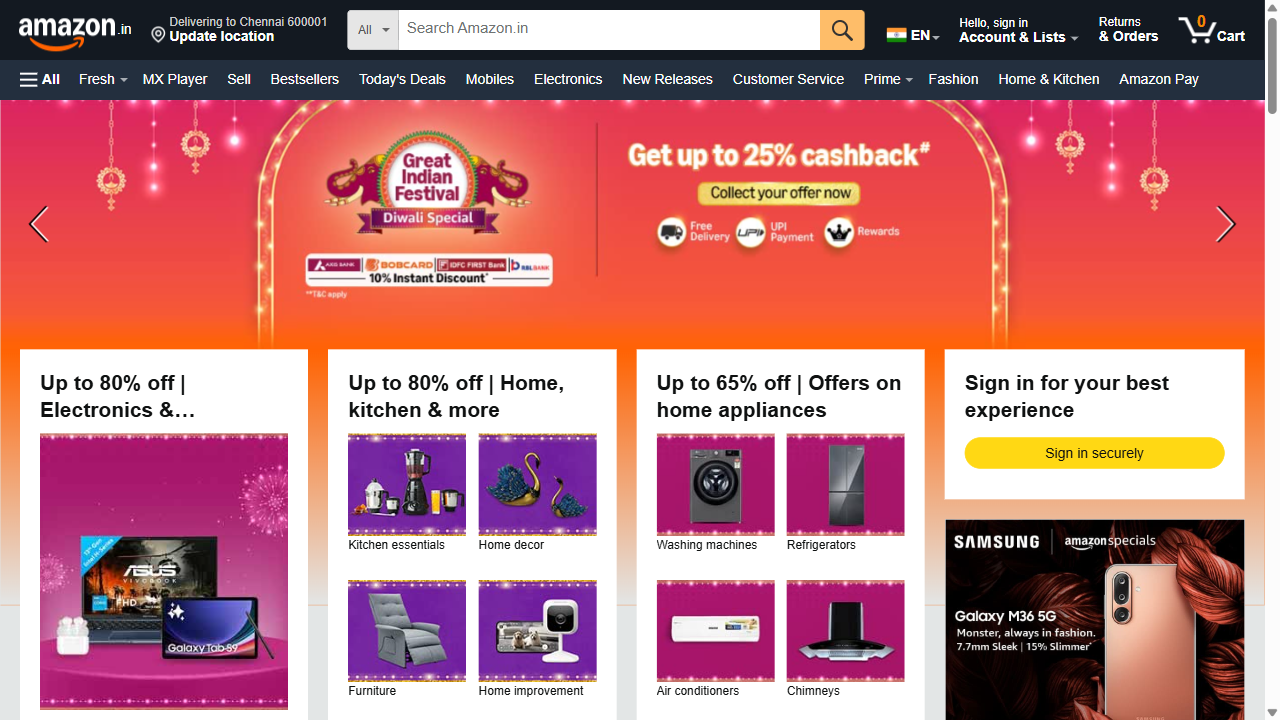 amazon.in
Delivering to Chennai 600001
Update location
All
Search Amazon.in
EN
Hello, sign in
Account & Lists
Returns
& Orders
0
Cart
All
Fresh
MX Player
Sell
Bestsellers
Today's Deals
Mobiles
Electronics
New Releases
Customer Service
Prime
Fashion
Home & Kitchen
Amazon Pay
Great
Indian
Festival
Diwali Special
AXIS BANK
BOBCARD
IDFC FIRST Bank
RBL BANK
10% Instant Discount*
**T&C apply
Get up to 25% cashback#
Collect your offer now
Free
Delivery
UPI
UPI
Payment
Rewards
Up to 80% off |
Electronics &…
ASUS
VIVOBOOK
FHD
Galaxy Tab S9
Up to 80% off | Home,
kitchen & more
Kitchen essentials
Home decor
Furniture
Home improvement
Up to 65% off | Offers on
home appliances
Washing machines
Refrigerators
Air conditioners
Chimneys
Sign in for your best
experience
Sign in securely
SAMSUNG
amazonspecials
Galaxy M36 5G
Monster, always in fashion.
7.7mm Sleek | 15% Slimmer*
SAMSUNG